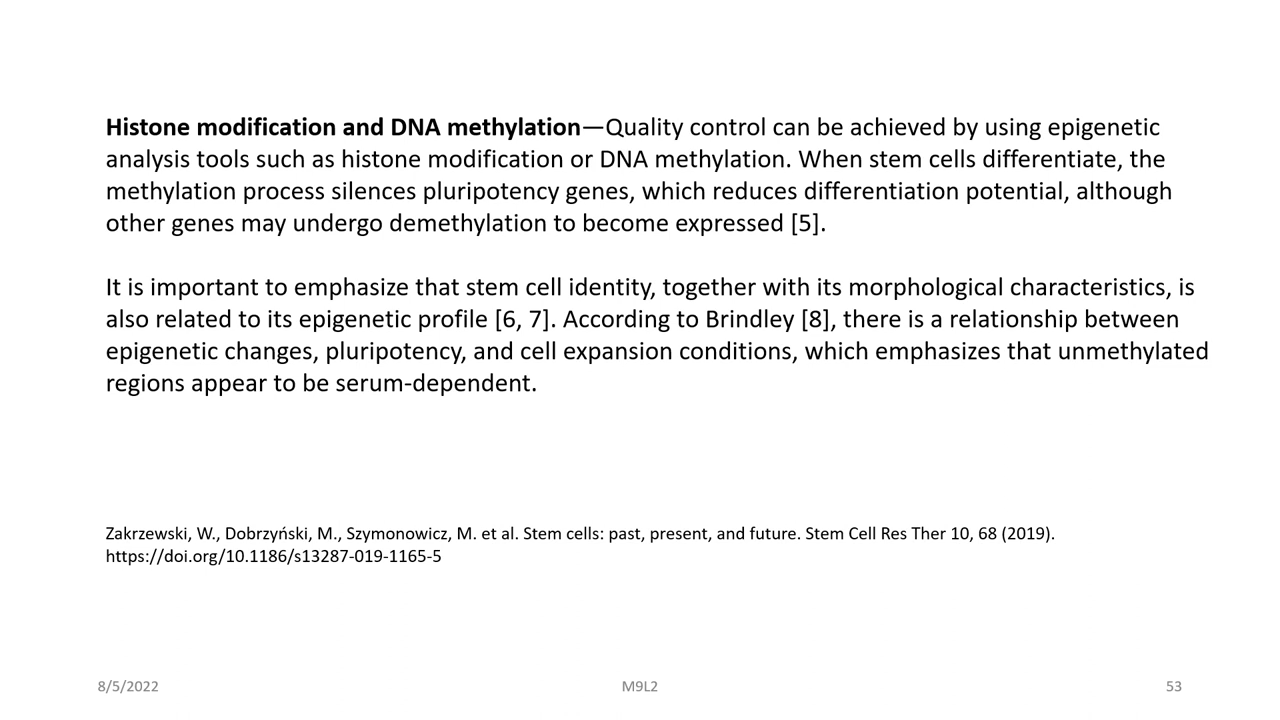 Histone modification and DNA methylation—Quality control can be achieved by using epigenetic
analysis tools such as histone modification or DNA methylation. When stem cells differentiate, the
methylation process silences pluripotency genes, which reduces differentiation potential, although
other genes may undergo demethylation to become expressed [5].
It is important to emphasize that stem cell identity, together with its morphological characteristics, is
also related to its epigenetic profile [6, 7]. According to Brindley [8], there is a relationship between
epigenetic changes, pluripotency, and cell expansion conditions, which emphasizes that unmethylated
regions appear to be serum-dependent.
Zakrzewski, W., Dobrzyński, M., Szymonowicz, M. et al. Stem cells: past, present, and future. Stem Cell Res Ther 10, 68 (2019).
https://doi.org/10.1186/s13287-019-1165-5
8/5/2022 M9L2 53